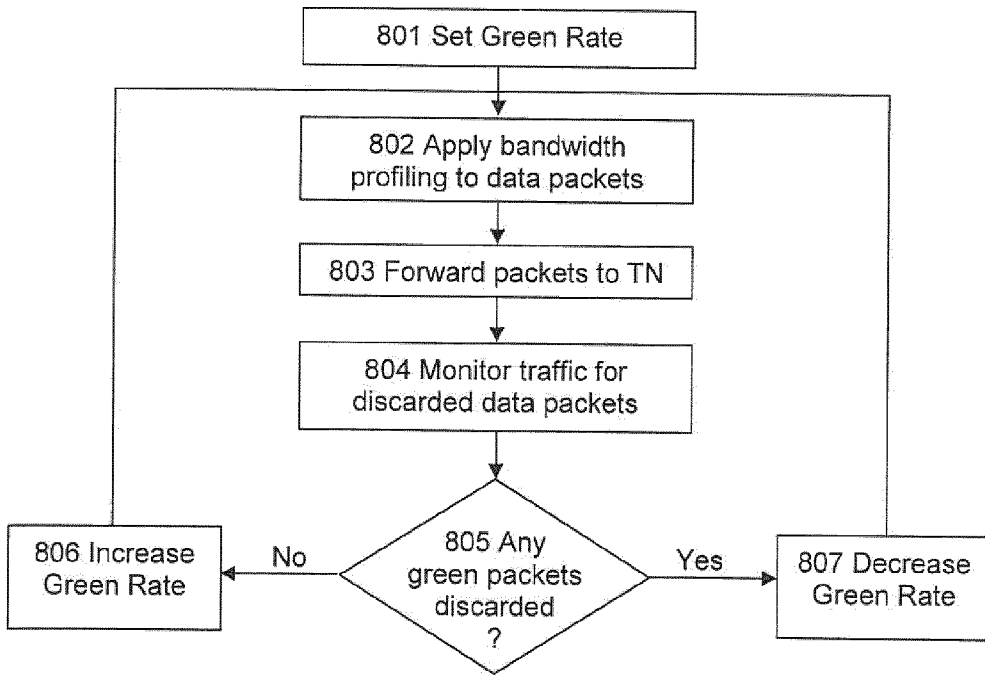 801 Set Green Rate
802 Apply bandwidth
profiling to data packets
803 Forward packets to TN
804 Monitor traffic for
discarded data packets
805 Any
green packets
discarded
?
No
Yes
806 Increase
Green Rate
807 Decrease
Green Rate